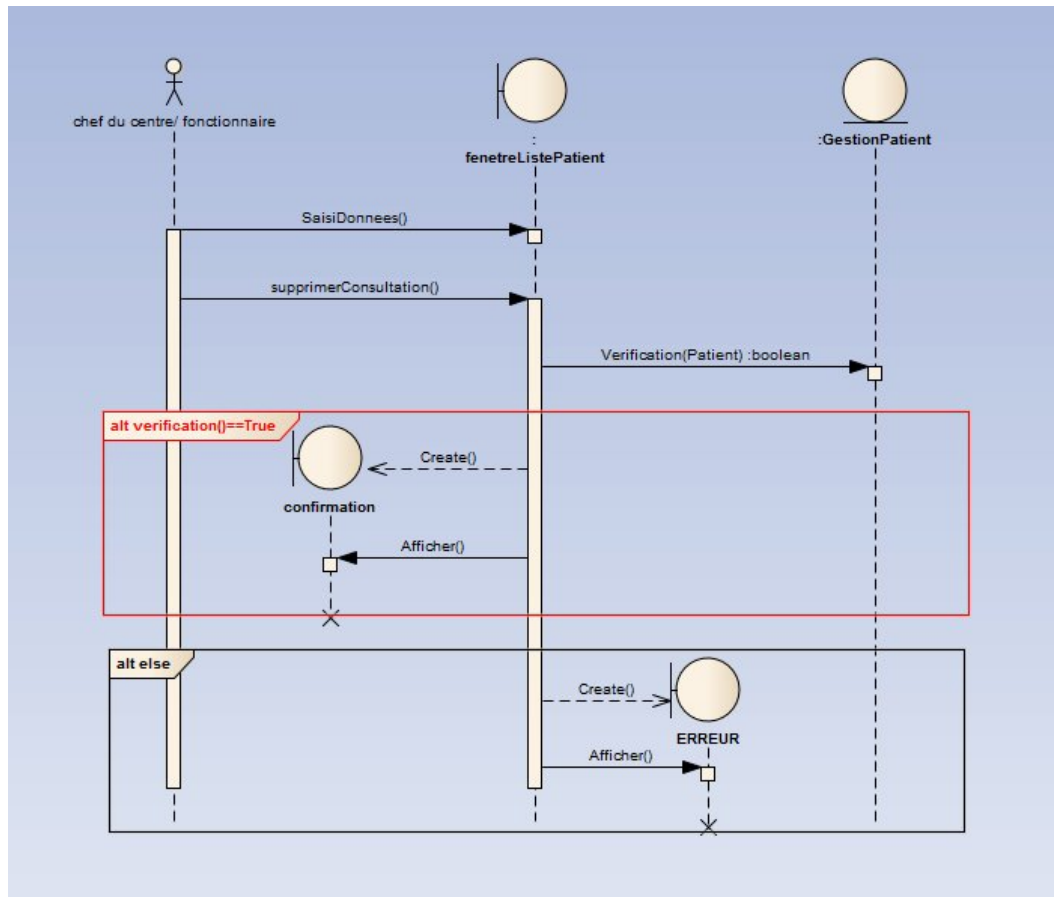 chef du centre/ fonctionnaire
:
fenetreListePatient
:GestionPatient
SaisiDonnees()
supprimerConsultation()
Verification(Patient) :boolean
alt verification()==True
Create()
confirmation
Afficher()
alt else
Create()
ERREUR
Afficher()